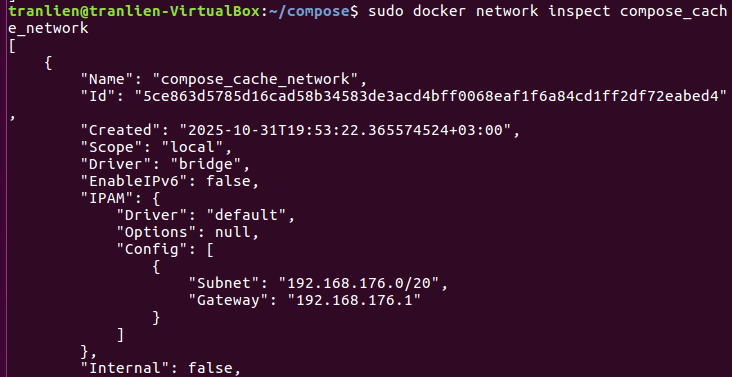 tranlien@tranlien-VirtualBox:~/compose$ sudo docker network inspect compose_cach
e_network
[
    {
        "Name": "compose_cache_network",
        "Id": "5ce863d5785d16cad58b34583de3acd4bff0068eaf1f6a84cd1ff2df72eabed4"
,
        "Created": "2025-10-31T19:53:22.365574524+03:00",
        "Scope": "local",
        "Driver": "bridge",
        "EnableIPv6": false,
        "IPAM": {
            "Driver": "default",
            "Options": null,
            "Config": [
                {
                    "Subnet": "192.168.176.0/20",
                    "Gateway": "192.168.176.1"
                }
            ]
        },
        "Internal": false,